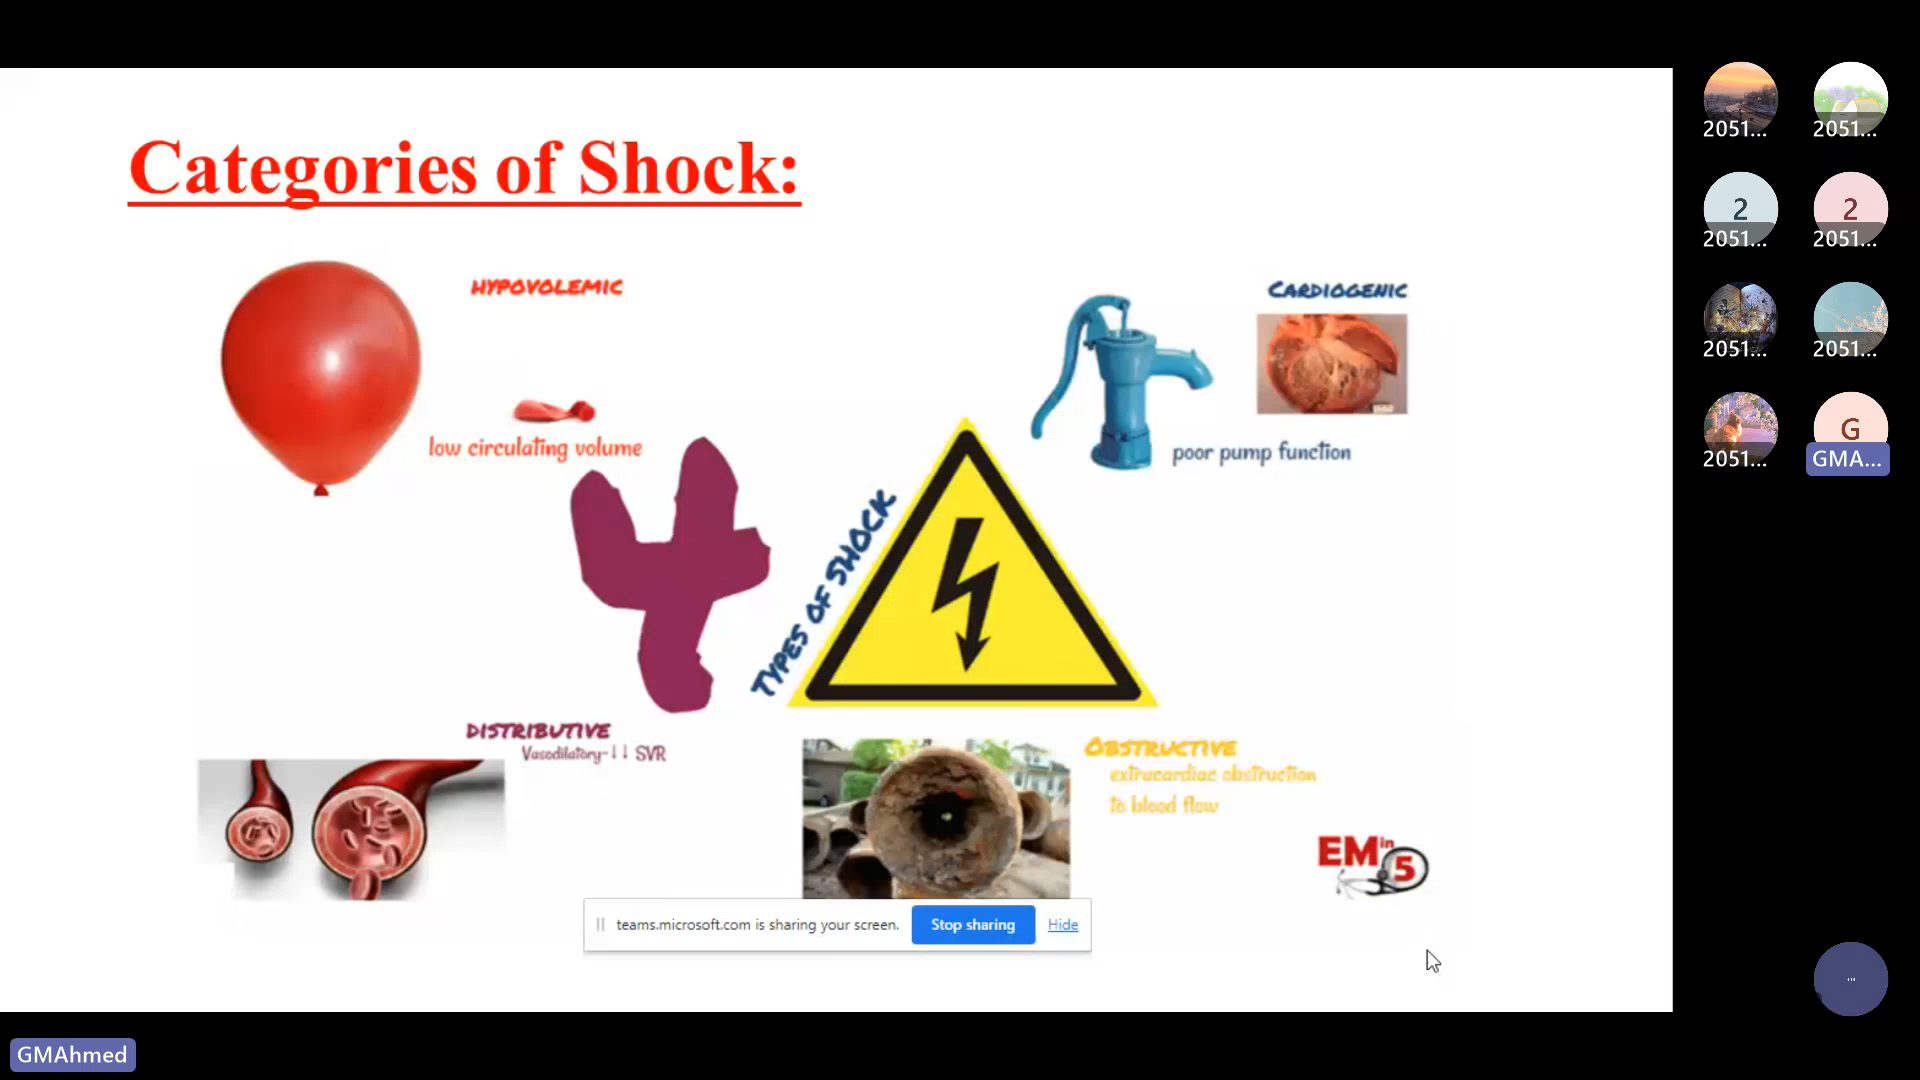 Categories of Shock:
HYPOVOLEMIC
low circulating volume
CARDIOGENIC
poor pump function
TYPES OF SHOCK
DISTRIBUTIVE
Vasodilatory-↓↓ SVR
OBSTRUCTIVE
extracardiac obstruction
to blood flow
EM in 5
teams.microsoft.com is sharing your screen.
Stop sharing
Hide
2051...
2051...
2
2051...
2
2051...
2051...
2051...
2051...
G
GMA...
...
GMAhmed